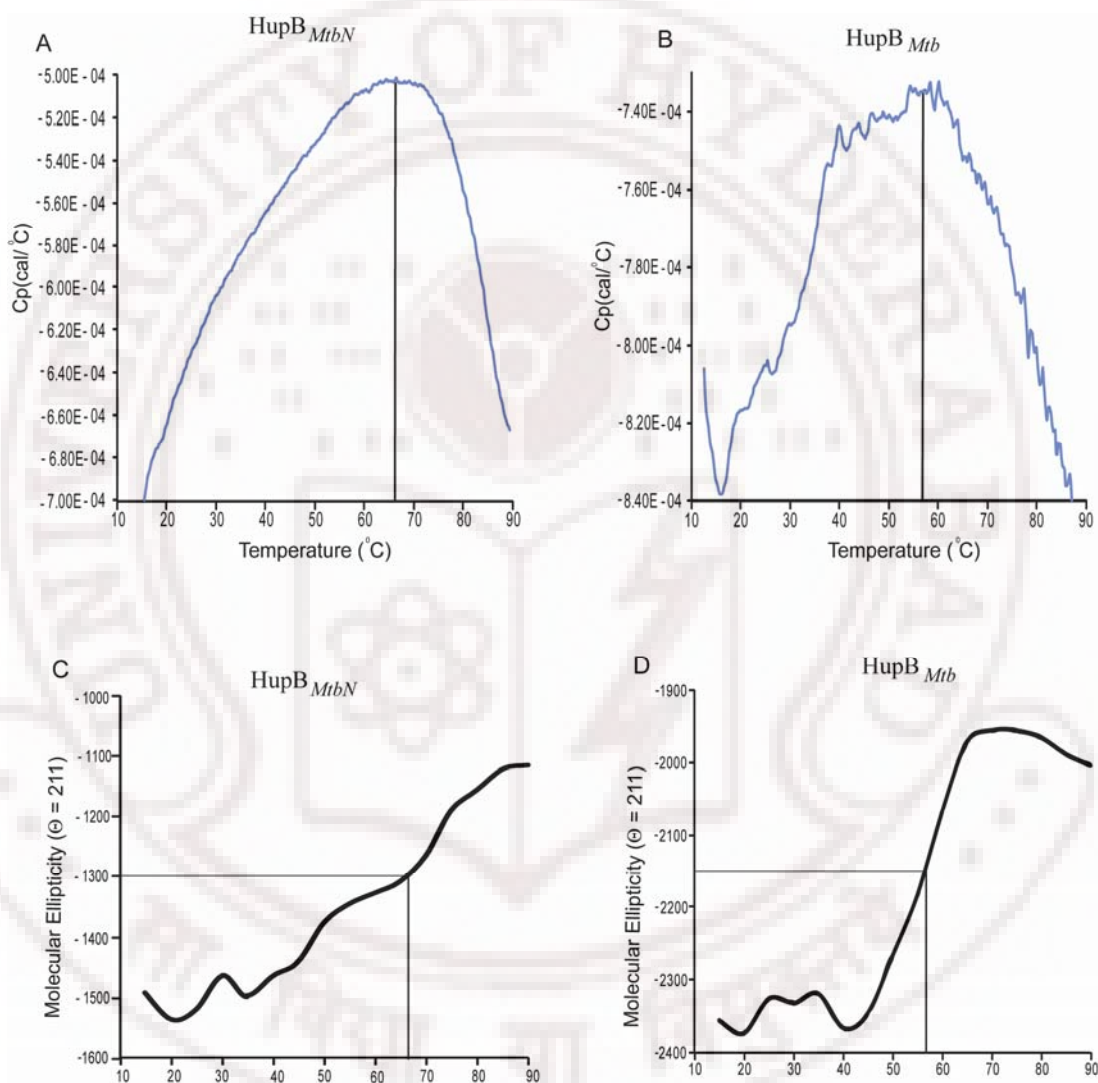 A
HupB MtbN
Cp(cal/°C)
-5.00E-04
-5.20E-04
-5.40E-04
-5.60E-04
-5.80E-04
-6.00E-04
-6.20E-04
-6.40E-04
-6.60E-04
-6.80E-04
-7.00E-04
10 20 30 40 50 60 70 80 90
Temperature (°C)
B
HupB Mtb
Cp(cal/°C)
-7.40E-04
-7.60E-04
-7.80E-04
-8.00E-04
-8.20E-04
-8.40E-04
10 20 30 40 50 60 70 80 90
Temperature (°C)
C
HupB MtbN
Molecular Ellipticity (Θ = 211)
-1000
-1100
-1200
-1300
-1400
-1500
-1600
10 20 30 40 50 60 70 80 90
D
HupB Mtb
Molecular Ellipticity (Θ = 211)
-1900
-2000
-2100
-2200
-2300
-2400
10 20 30 40 50 60 70 80 90